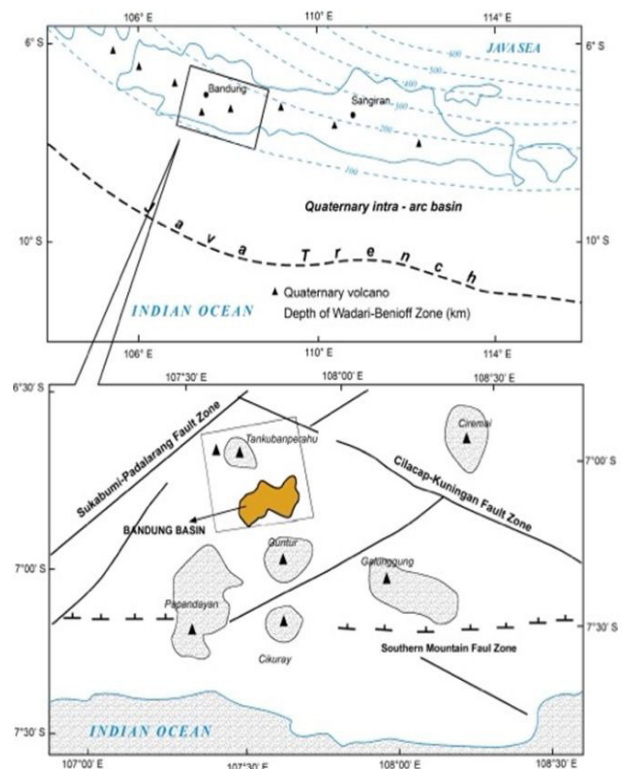 106° E 110° E 114° E
6° S 6° S
JAVA SEA
600
500
400
300
200
100
Bandung
Sangiran
Quaternary intra - arc basin
Java Trench
10° S 10° S
▲ Quaternary volcano
INDIAN OCEAN
Depth of Wadari-Benioff Zone (km)
106° E 110° E 114° E
107°30' E 108°00' E 108°30' E
6°30' S
Sukabumi-Padalarang Fault Zone
Tankubanperahu
Ciremai
7°00' S
Cilacap-Kuningan Fault Zone
BANDUNG BASIN
Guntur
7°00' S
Galunggung
Papandayan
7°30' S
Southern Mountain Faul Zone
Cikuray
INDIAN OCEAN
7°30' S
107°00' E 107°30' E 108°00' E 108°30' E